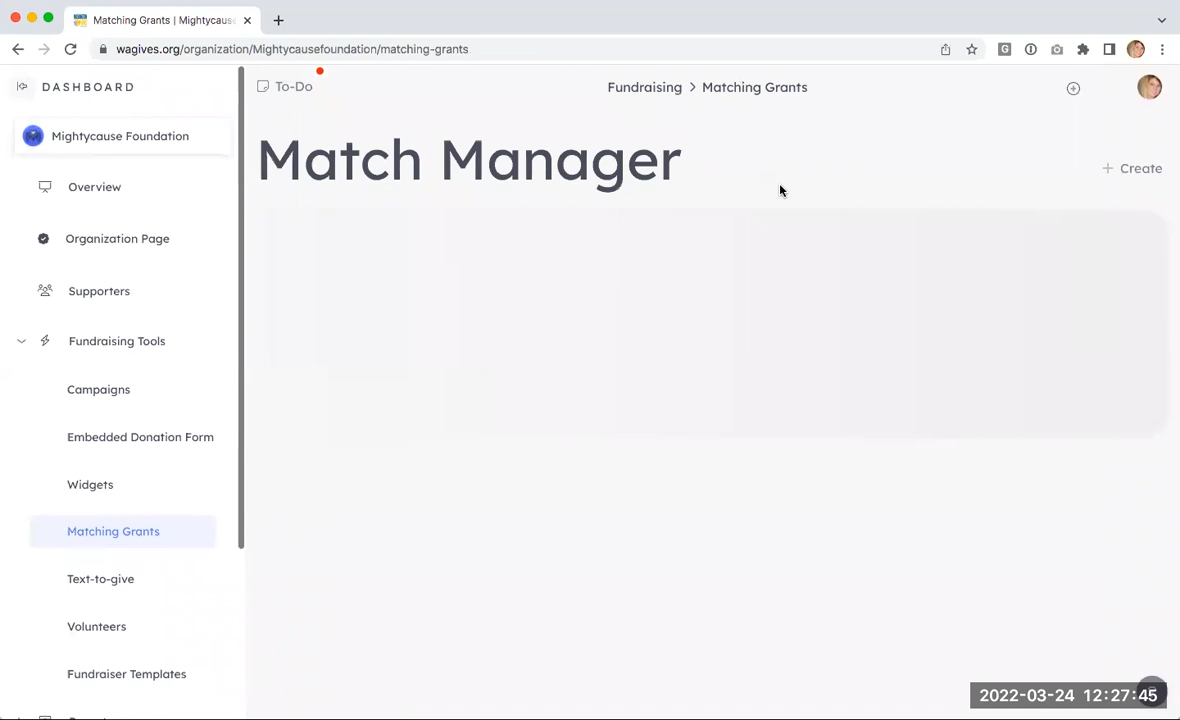 Matching Grants | Mightycause
wagives.org/organization/Mightycausefoundation/matching-grants
DASHBOARD
To-Do
Fundraising > Matching Grants
Mightycause Foundation
Match Manager
+ Create
Overview
Organization Page
Supporters
Fundraising Tools
Campaigns
Embedded Donation Form
Widgets
Matching Grants
Text-to-give
Volunteers
Fundraiser Templates
2022-03-24 12:27:45